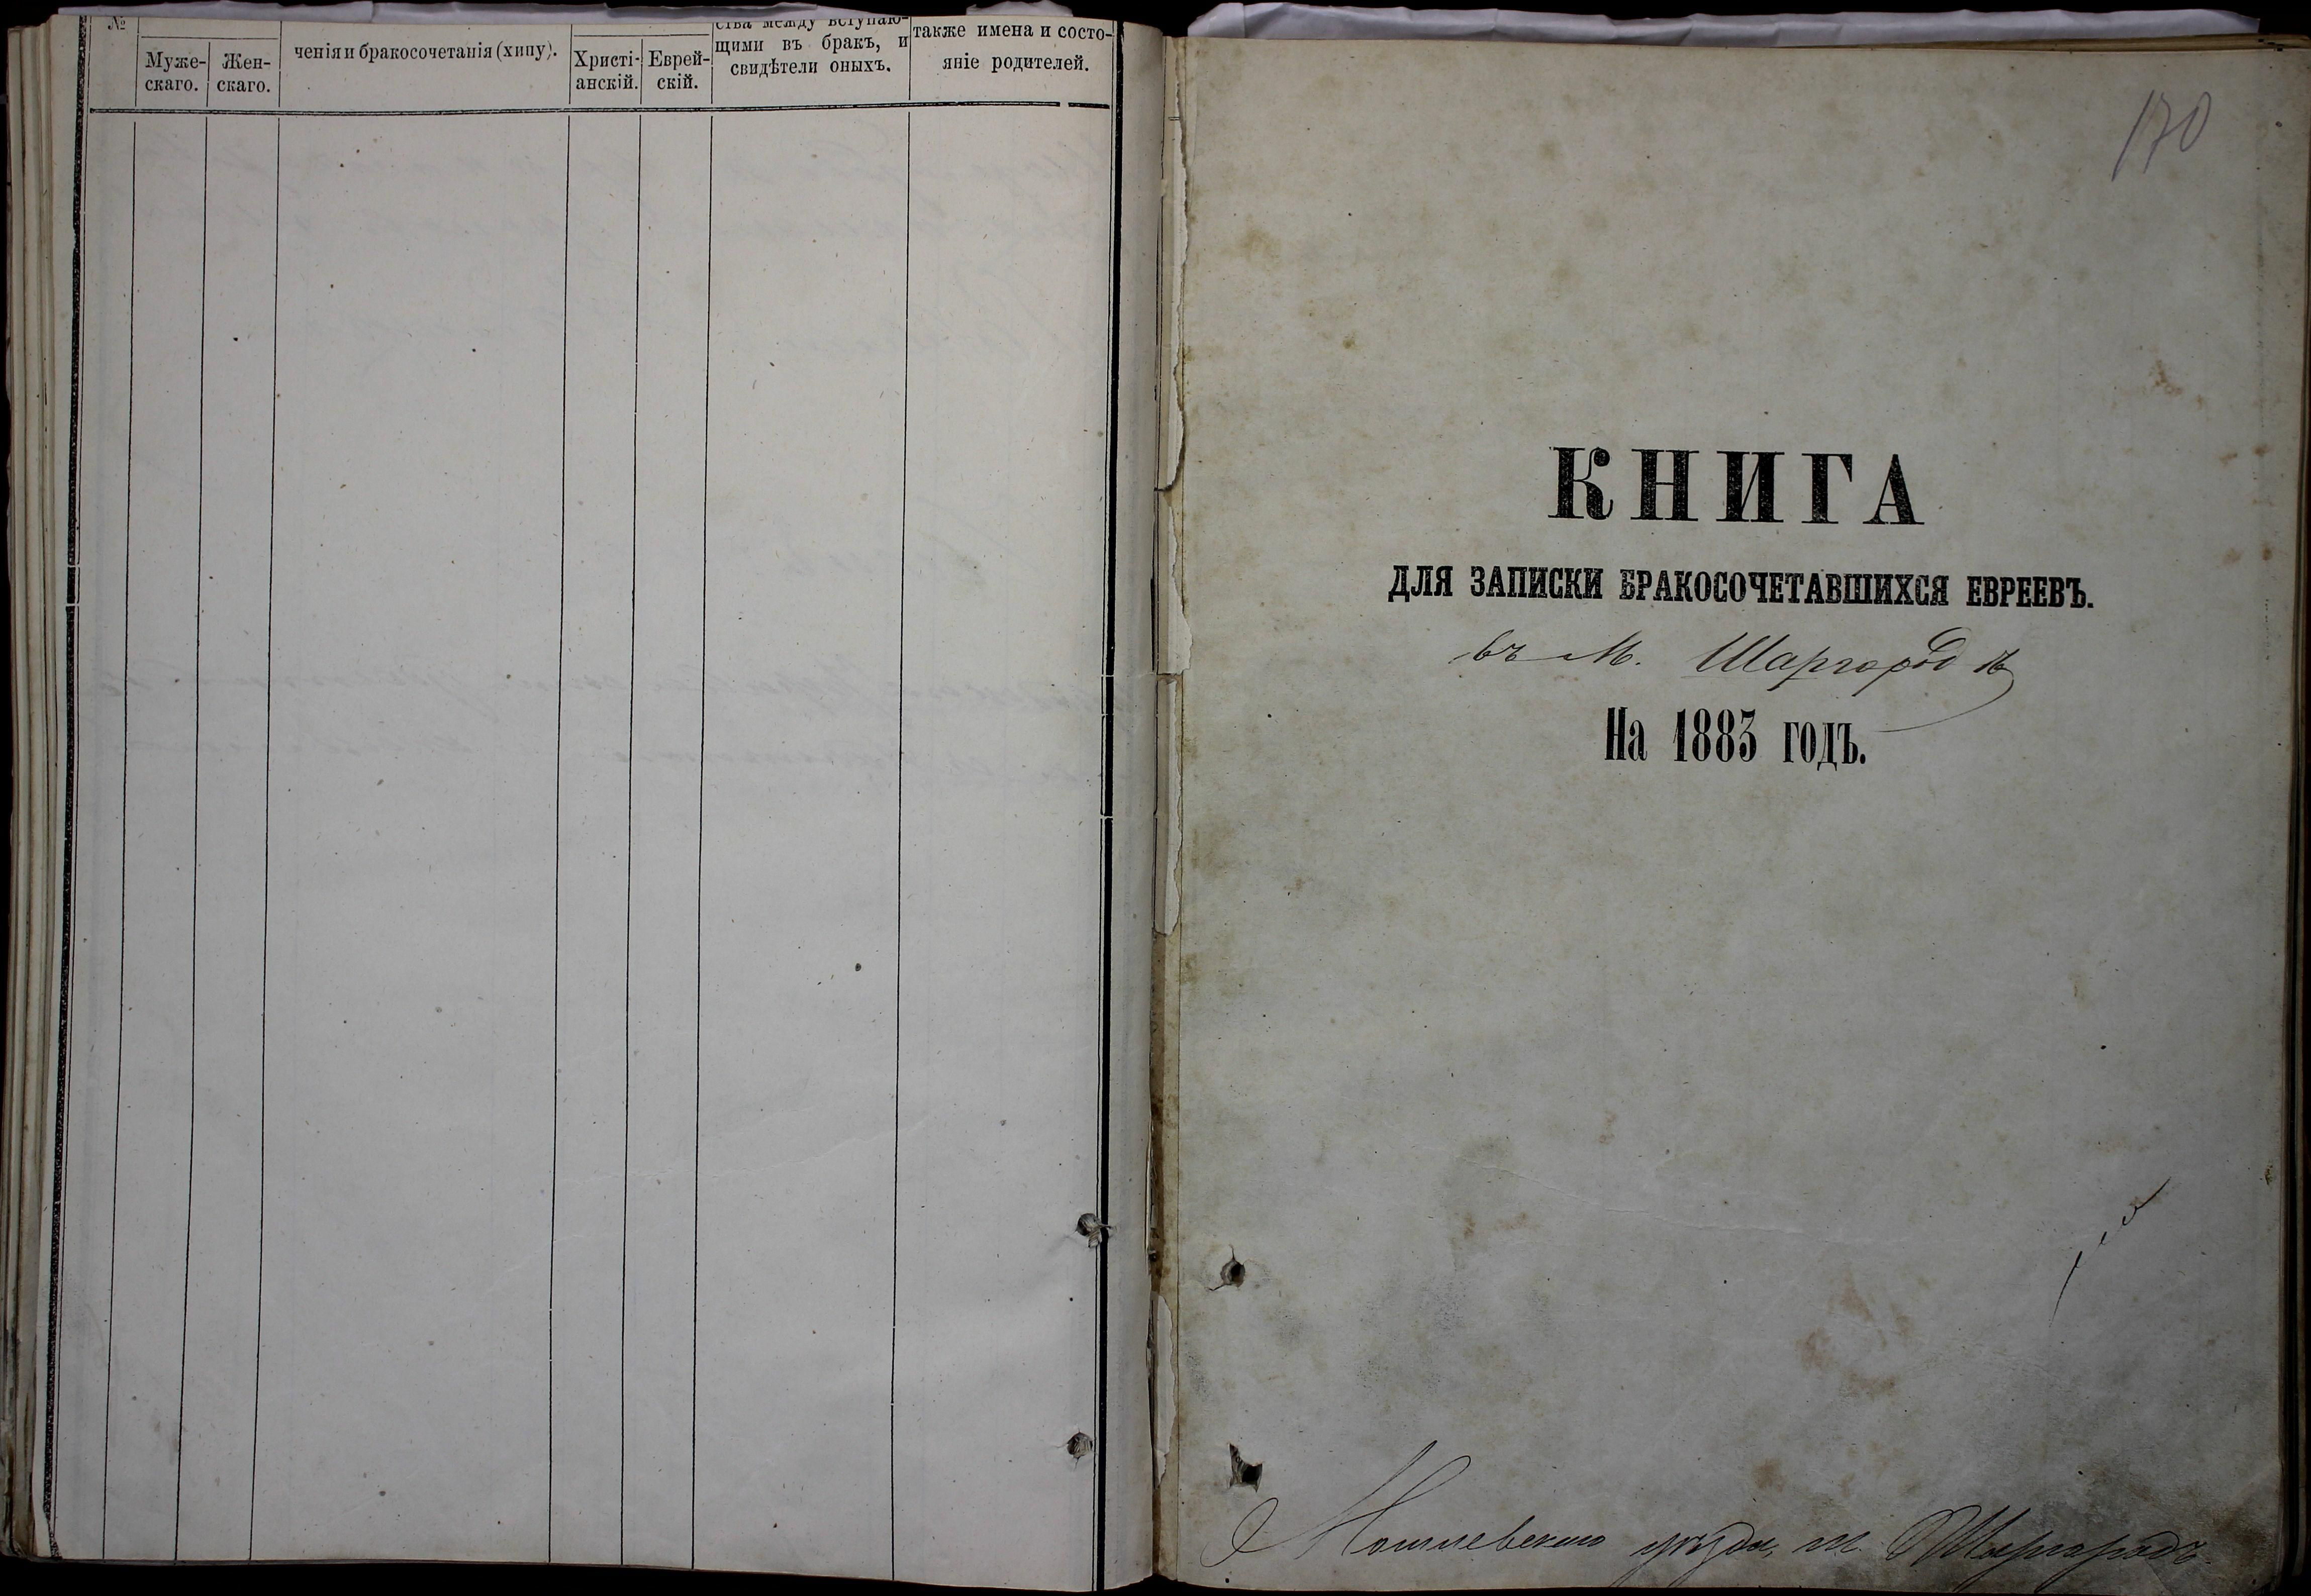 №
Муже-
скаго.
Жен-
скаго.
ченія и бракосочетанія (хипу).
Христі-
анскій.
Еврей-
скій.
ства между вступаю-
щими въ бракъ, и
свидѣтели оныхъ.
также имена и состо-
яніе родителей.
170
КНИГА
ДЛЯ ЗАПИСКИ БРАКОСОЧЕТАВШИХСЯ ЕВРЕЕВЪ.
въ М. Шаргородѣ
На 1883 годъ.
Могилевскаго уѣзда, м. Шаргородъ.